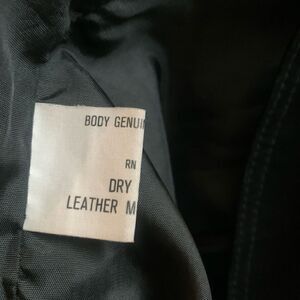 BODY GENUI
RN
DRY
LEATHER M